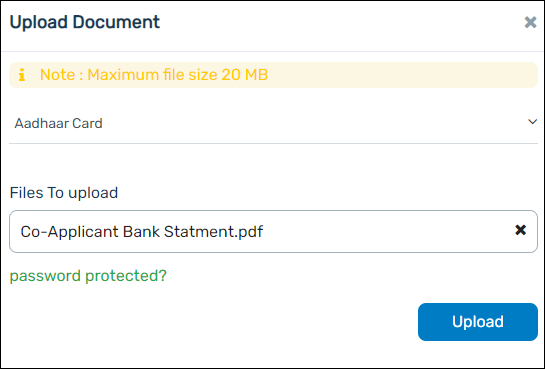 Upload Document
Note : Maximum file size 20 MB
Aadhaar Card
Files To upload
Co-Applicant Bank Statment.pdf
password protected?
Upload